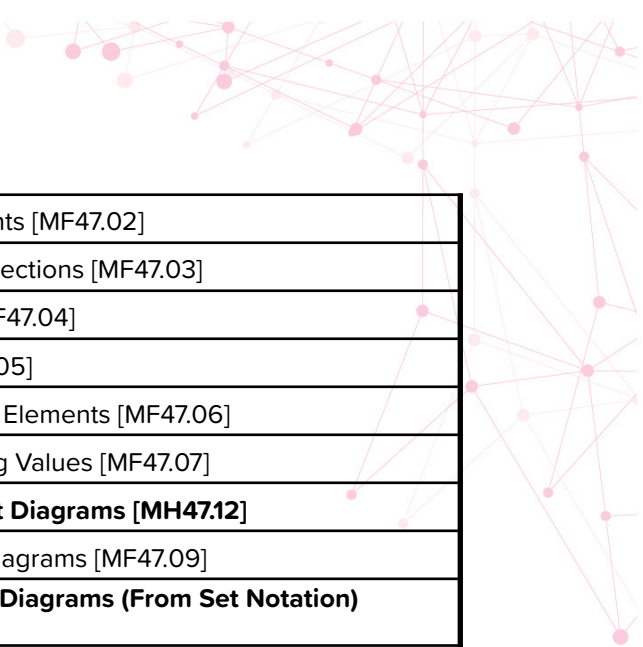 nts [MF47.02]
ections [MF47.03]
F47.04]
05]
Elements [MF47.06]
g Values [MF47.07]
t Diagrams [MH47.12]
agrams [MF47.09]
Diagrams (From Set Notation)